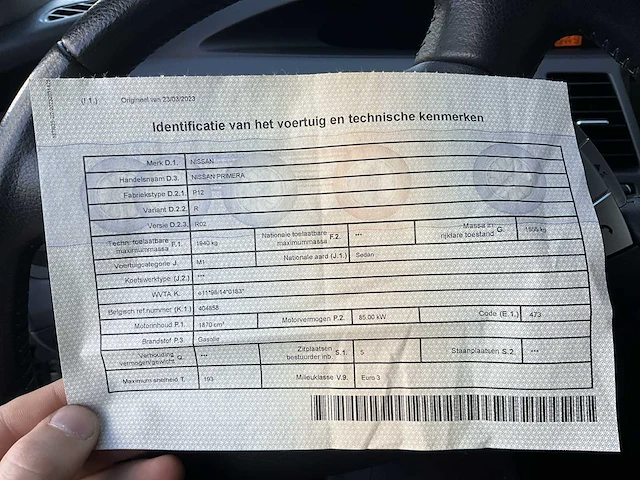 (I 1.) Origineel van 23/03/2023
Identificatie van het voertuig en technische kenmerken
Merk D.1. NISSAN
Handelsnaam D.3. NISSAN PRIMERA
Fabriekstype D.2.1. P12
Variant D.2.2. R
Versie D.2.3. R02
Techn. toelaatbare maximummassa F.1. 1940 kg Nationale toelaatbare maximummassa F.2. *** Massa in rijklare toestand G. kg
Voertuigcategorie J. M1 Nationale aard (J.1.) Sedan
Koetswerktype (J.2.) ***
WVTA K. e11*98/14*0183*
Belgisch ref.nummer (K.1.) 404858
Motorinhoud P.1. 1870 cm³ Motorvermogen P.2. 85.00 kW Code (E.1.) 473
Brandstof P.3. Gasolie
Verhouding vermogen/gewicht Q. *** Zitplaatsen bestuurder inb. S.1. 5 Staanplaatsen S.2. ***
Maximum snelheid T. 193 Milieuklasse V.9. Euro 3